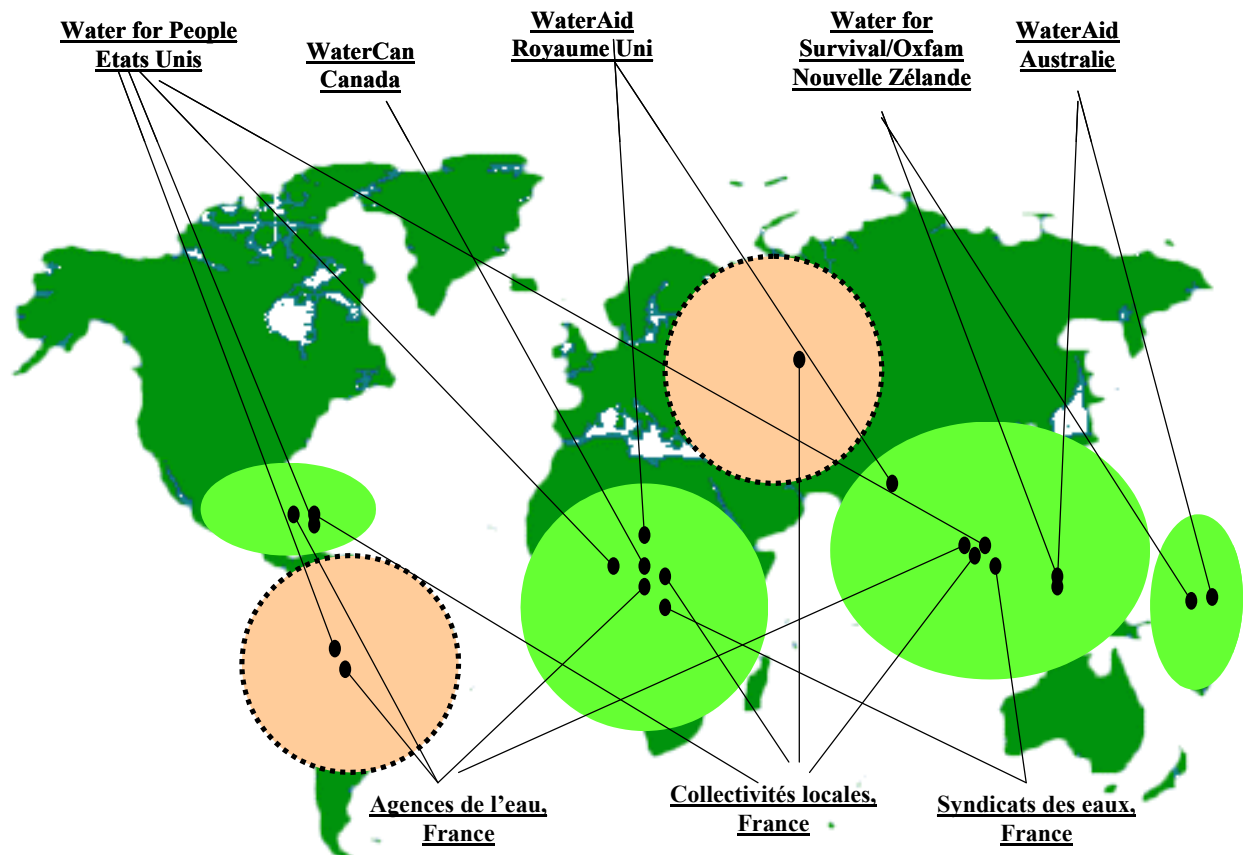 Water for People
Etats Unis
WaterCan
Canada
WaterAid
Royaume Uni
Water for
Survival/Oxfam
Nouvelle Zélande
WaterAid
Australie
Agences de l’eau,
France
Collectivités locales,
France
Syndicats des eaux,
France